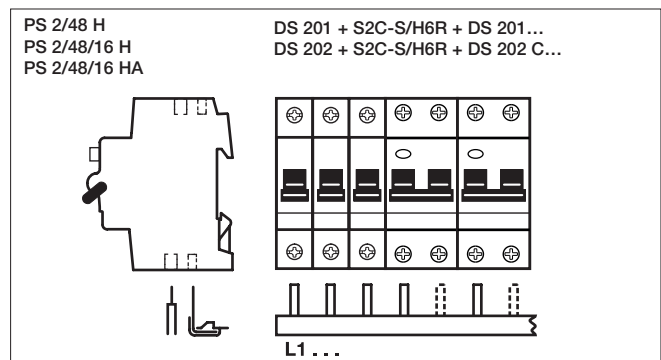 PS 2/48 H
PS 2/48/16 H
PS 2/48/16 HA
DS 201 + S2C-S/H6R + DS 201...
DS 202 + S2C-S/H6R + DS 202 C...
L1 . . .